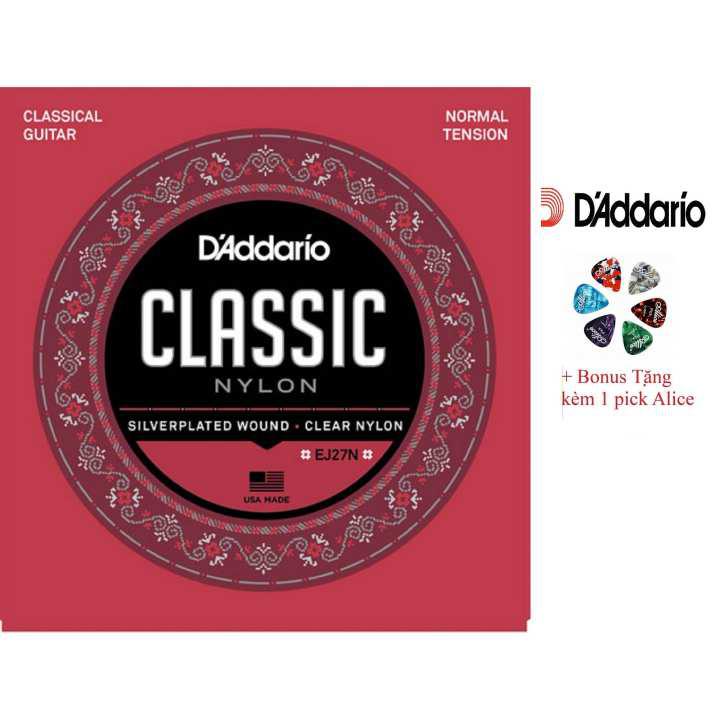 CLASSICAL
GUITAR
NORMAL
TENSION
D'Addario
CLASSIC
NYLON
SILVERPLATED WOUND • CLEAR NYLON
# EJ27N #
USA MADE
D'Addario
Alice
+ Bonus Tặng
kèm 1 pick Alice